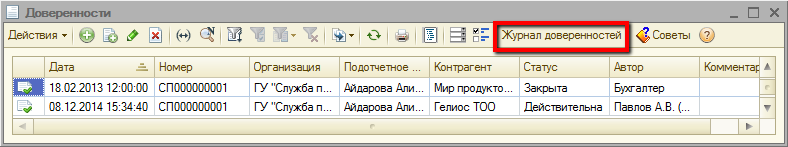 Доверенности
Действия Журнал доверенностей Советы
Дата Номер Организация Подотчетное ... Контрагент Статус Автор Комментар
18.02.2013 12:00:00 СП000000001 ГУ "Служба п... Айдарова Али... Мир продукто... Закрыта Бухгалтер
08.12.2014 15:34:40 СП000000001 ГУ "Служба п... Айдарова Али... Гелиос ТОО Действительна Павлов А.В. (...